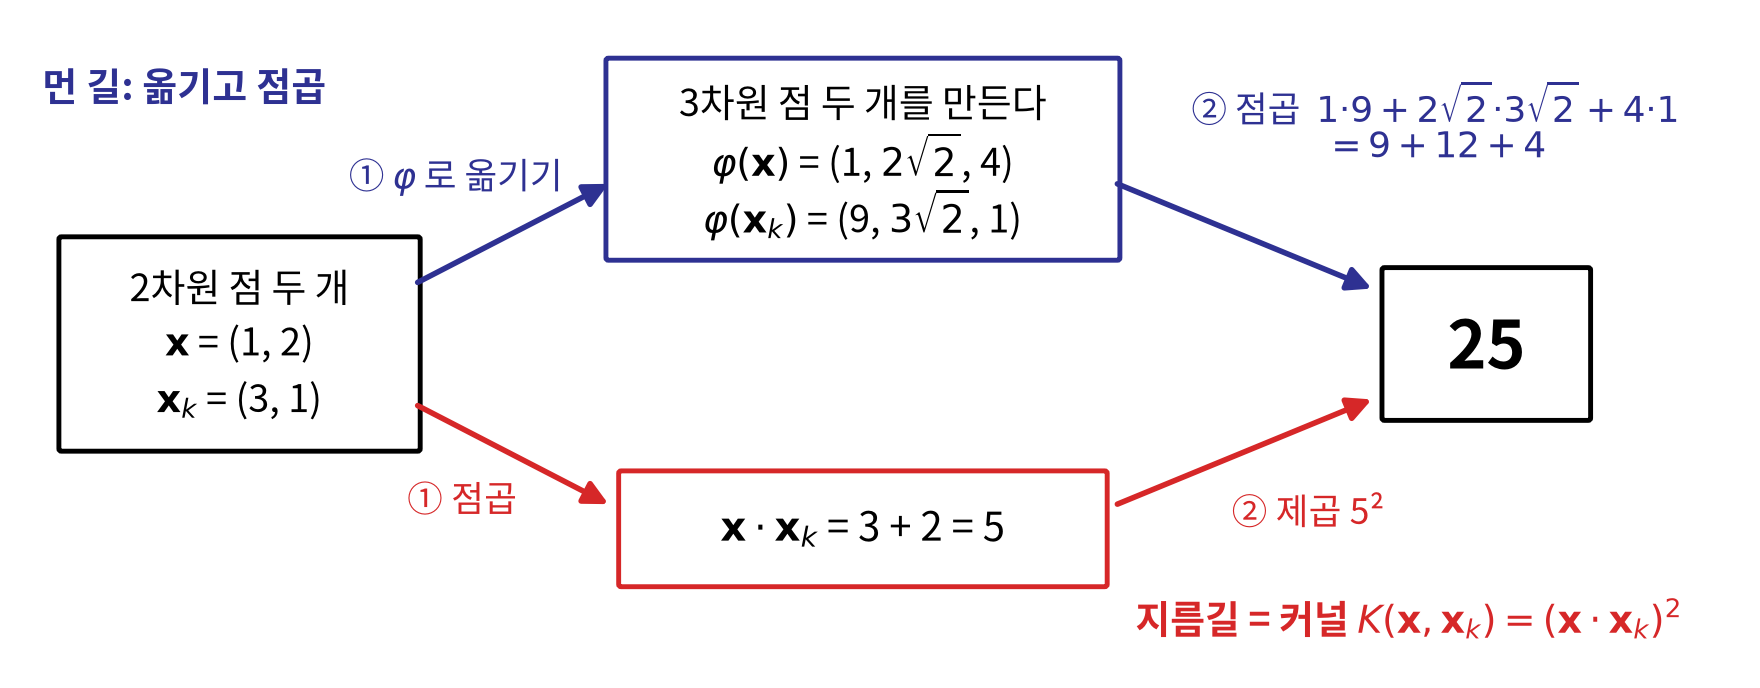 먼 길: 옮기고 점곱
① φ 로 옮기기
3차원 점 두 개를 만든다
φ(x) = (1, 2√2, 4)
φ(xₖ) = (9, 3√2, 1)
② 점곱 1·9 + 2√2·3√2 + 4·1
= 9 + 12 + 4
2차원 점 두 개
x = (1, 2)
xₖ = (3, 1)
25
① 점곱
x · xₖ = 3 + 2 = 5
② 제곱 5²
지름길 = 커널 K(x, xₖ) = (x · xₖ)²